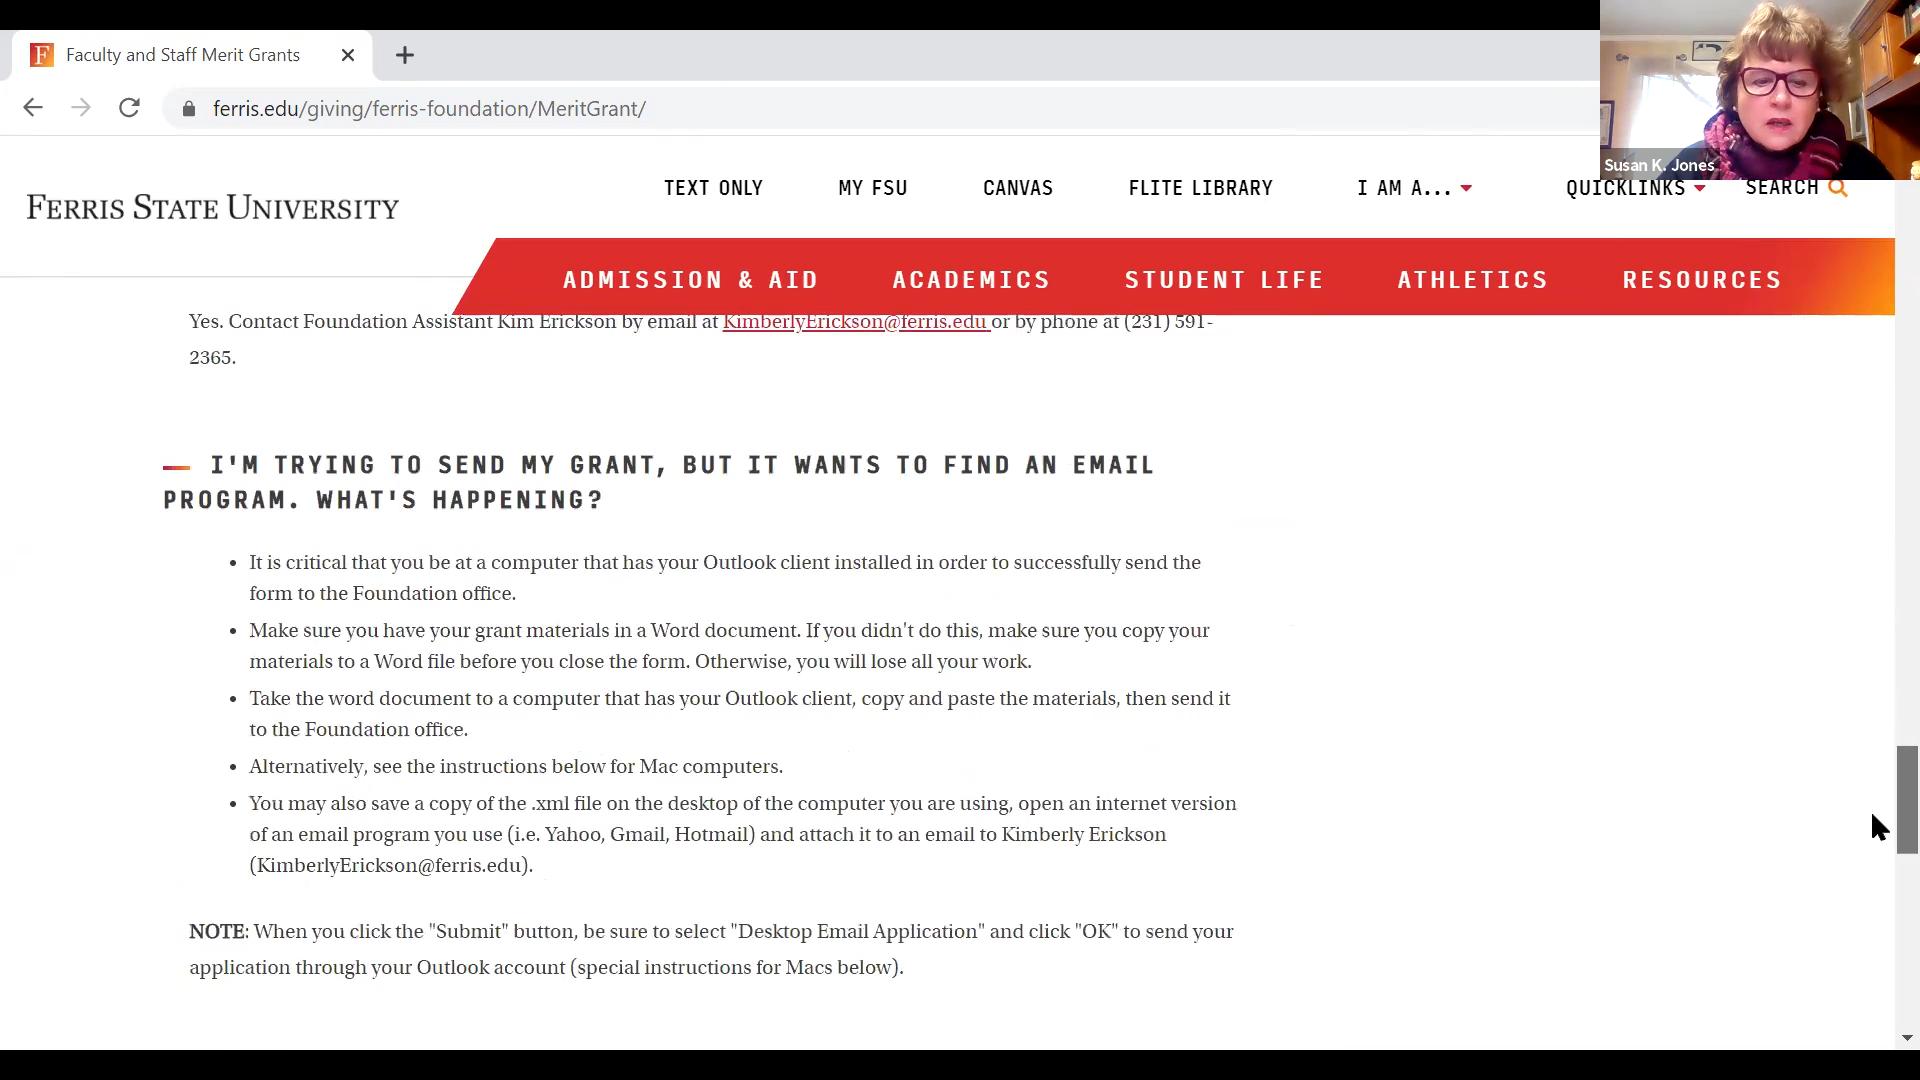 Faculty and Staff Merit Grants
ferris.edu/giving/ferris-foundation/MeritGrant/
Susan K. Jones
FERRIS STATE UNIVERSITY
TEXT ONLY
MY FSU
CANVAS
FLITE LIBRARY
I AM A...
QUICKLINKS
SEARCH
ADMISSION & AID
ACADEMICS
STUDENT LIFE
ATHLETICS
RESOURCES
Yes. Contact Foundation Assistant Kim Erickson by email at KimberlyErickson@ferris.edu or by phone at (231) 591-
2365.
I'M TRYING TO SEND MY GRANT, BUT IT WANTS TO FIND AN EMAIL
PROGRAM. WHAT'S HAPPENING?
• It is critical that you be at a computer that has your Outlook client installed in order to successfully send the
form to the Foundation office.
• Make sure you have your grant materials in a Word document. If you didn't do this, make sure you copy your
materials to a Word file before you close the form. Otherwise, you will lose all your work.
• Take the word document to a computer that has your Outlook client, copy and paste the materials, then send it
to the Foundation office.
• Alternatively, see the instructions below for Mac computers.
• You may also save a copy of the .xml file on the desktop of the computer you are using, open an internet version
of an email program you use (i.e. Yahoo, Gmail, Hotmail) and attach it to an email to Kimberly Erickson
(KimberlyErickson@ferris.edu).
NOTE: When you click the "Submit" button, be sure to select "Desktop Email Application" and click "OK" to send your
application through your Outlook account (special instructions for Macs below).